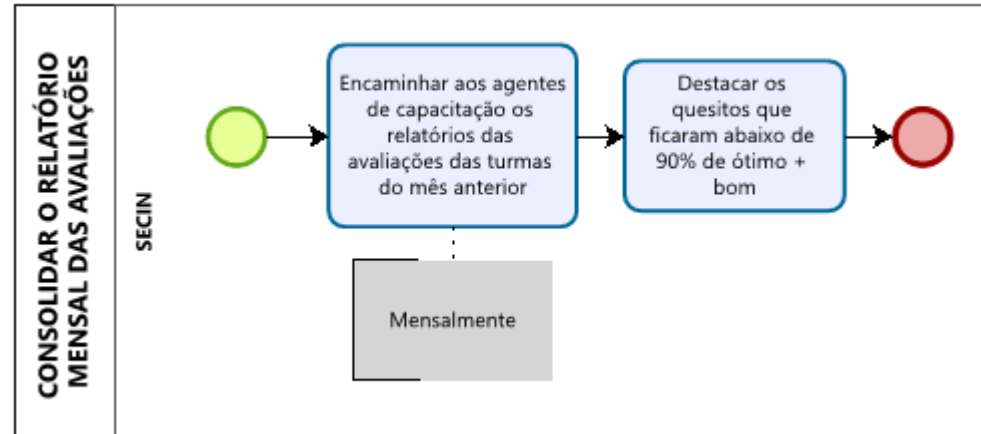 CONSOLIDAR O RELATÓRIO
MENSAL DAS AVALIAÇÕES
SECIN
Encaminhar aos agentes
de capacitação os
relatórios das
avaliações das turmas
do mês anterior
Destacar os
quesitos que
ficaram abaixo de
90% de ótimo +
bom
Mensalmente